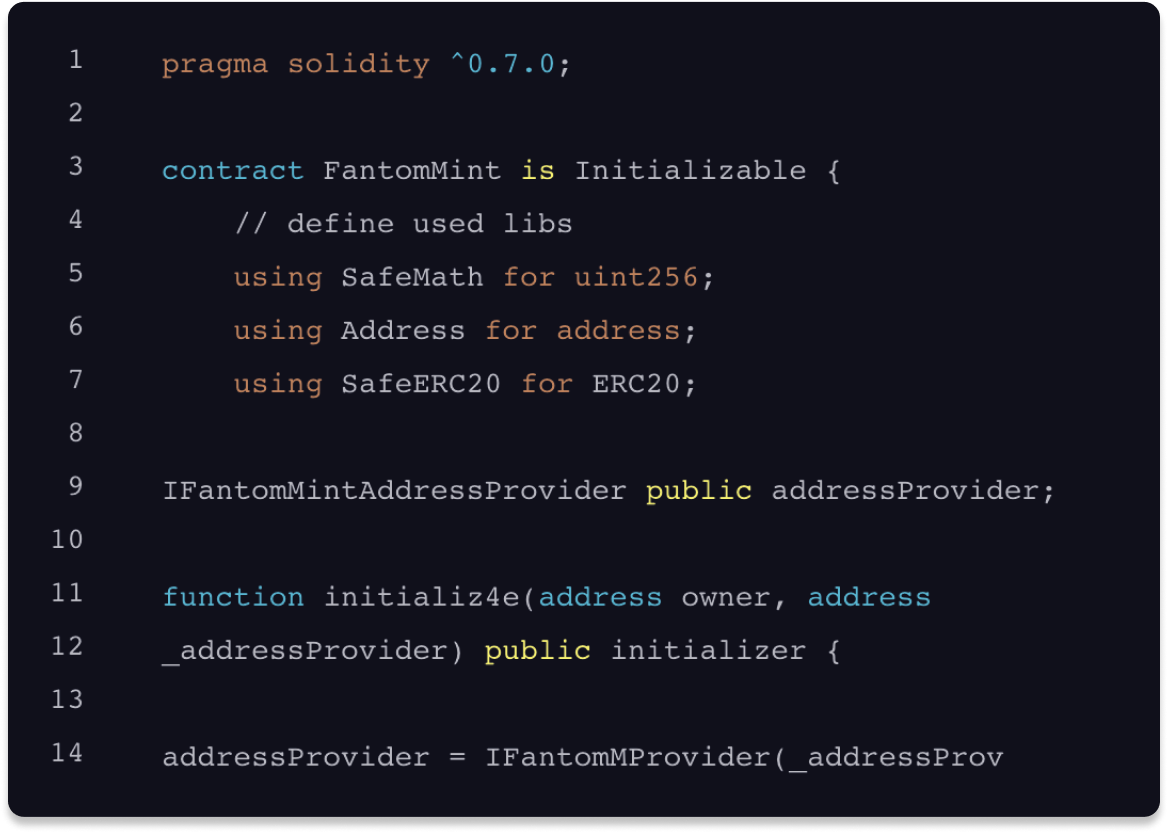 1 pragma solidity ^0.7.0;
2
3 contract FantomMint is Initializable {
4 // define used libs
5 using SafeMath for uint256;
6 using Address for address;
7 using SafeERC20 for ERC20;
8
9 IFantomMintAddressProvider public addressProvider;
10
11 function initializ4e(address owner, address
12 _addressProvider) public initializer {
13
14 addressProvider = IFantomMProvider(_addressProv